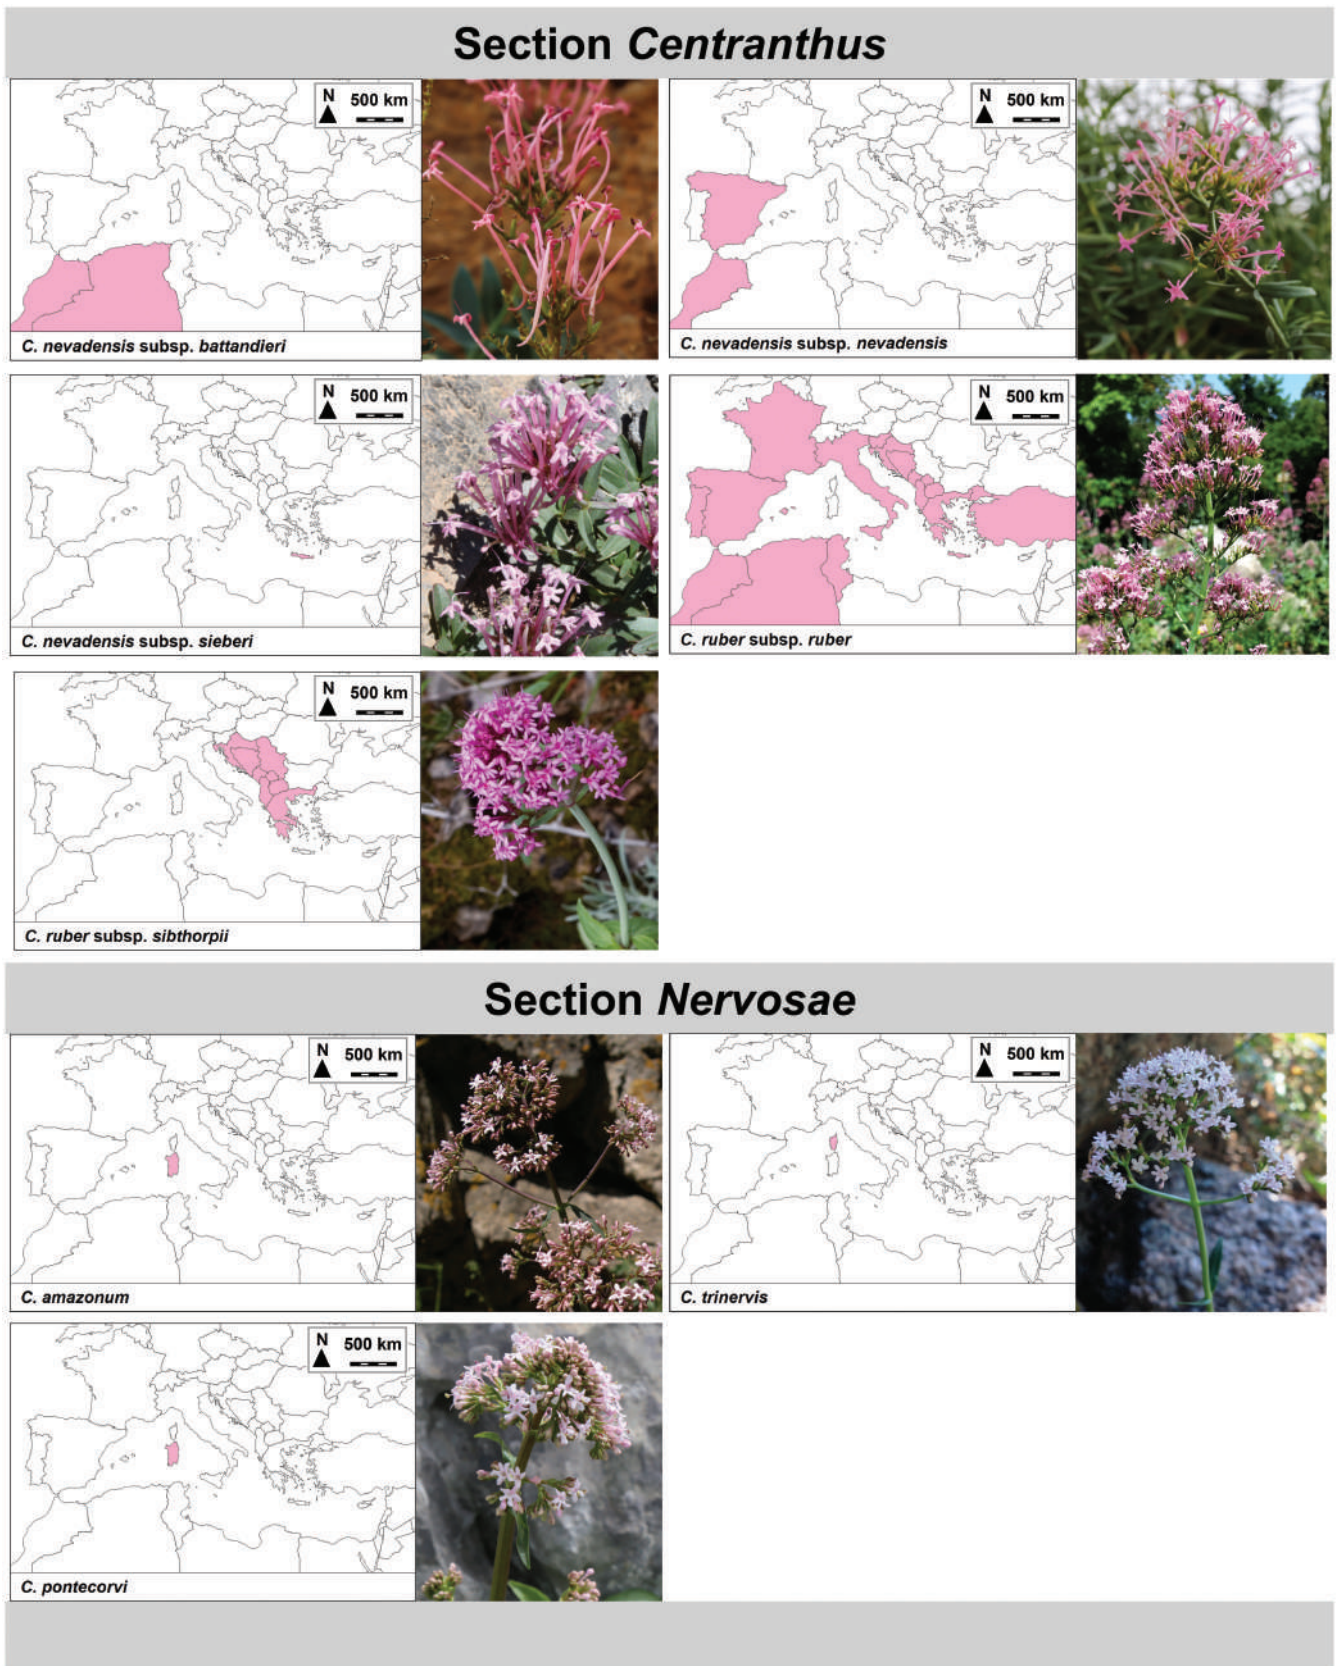 Section Centranthus
N 500 km
C. nevadensis subsp. battandieri
N 500 km
C. nevadensis subsp. nevadensis
N 500 km
C. nevadensis subsp. sieberi
N 500 km
C. ruber subsp. ruber
N 500 km
C. ruber subsp. sibthorpii
Section Nervosae
N 500 km
C. amazonum
N 500 km
C. trinervis
N 500 km
C. pontecorvi